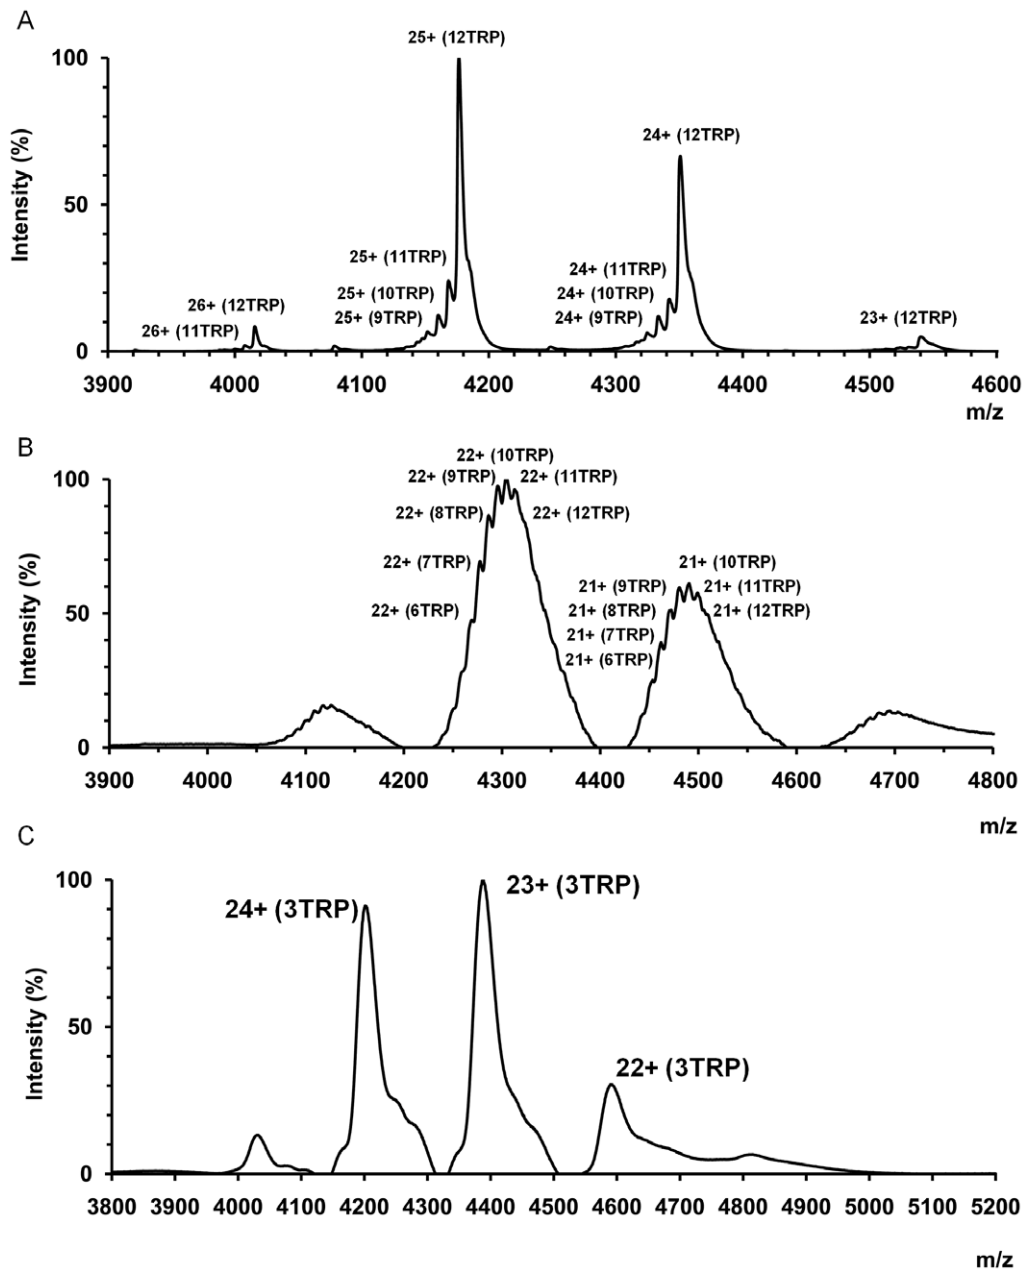 A
25+ (12TRP)
100
24+ (12TRP)
Intensity (%)
50
25+ (11TRP)
24+ (11TRP)
25+ (10TRP)
24+ (10TRP)
26+ (12TRP)
25+ (9TRP)
24+ (9TRP)
23+ (12TRP)
26+ (11TRP)
0
3900 4000 4100 4200 4300 4400 4500 4600
m/z
B
22+ (10TRP)
100
22+ (9TRP) 22+ (11TRP)
22+ (8TRP) 22+ (12TRP)
22+ (7TRP) 21+ (10TRP)
Intensity (%)
21+ (9TRP) 21+ (11TRP)
50
22+ (6TRP) 21+ (8TRP) 21+ (12TRP)
21+ (7TRP)
21+ (6TRP)
0
3900 4000 4100 4200 4300 4400 4500 4600 4700 4800
m/z
C
100
23+ (3TRP)
24+ (3TRP)
Intensity (%)
50
22+ (3TRP)
0
3800 3900 4000 4100 4200 4300 4400 4500 4600 4700 4800 4900 5000 5100 5200
m/z